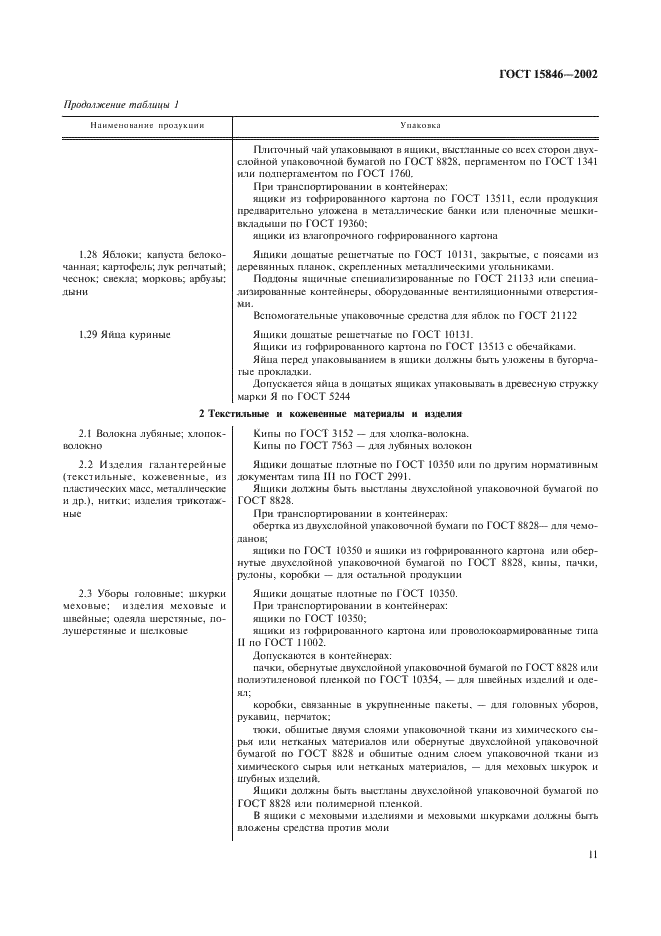 ГОСТ 15846—2002
Продолжение таблицы 1
Наименование продукции
Упаковка
Плиточный чай упаковывают в ящики, выстланные со всех сторон двух-
слойной упаковочной бумагой по ГОСТ 8828, пергаментом по ГОСТ 1341
или подпергаментом по ГОСТ 1760.
При транспортировании в контейнерах:
ящики из гофрированного картона по ГОСТ 13511, если продукция
предварительно уложена в металлические банки или пленочные мешки-
вкладыши по ГОСТ 19360;
ящики из влагопрочного гофрированного картона
1.28 Яблоки; капуста белоко-
чанная; картофель; лук репчатый;
чеснок; свекла; морковь; арбузы;
дыни
Ящики дощатые решетчатые по ГОСТ 10131, закрытые, с поясами из
деревянных планок, скрепленных металлическими угольниками.
Поддоны ящичные специализированные по ГОСТ 21133 или специа-
лизированные контейнеры, оборудованные вентиляционными отверстия-
ми.
Вспомогательные упаковочные средства для яблок по ГОСТ 21122
1.29 Яйца куриные
Ящики дощатые решетчатые по ГОСТ 10131.
Ящики из гофрированного картона по ГОСТ 13513 с обечайками.
Яйца перед упаковыванием в ящики должны быть уложены в бугорча-
тые прокладки.
Допускается яйца в дощатых ящиках упаковывать в древесную стружку
марки Я по ГОСТ 5244
2 Текстильные и кожевенные материалы и изделия
2.1 Волокна лубяные; хлопок-
волокно
Кипы по ГОСТ 3152 — для хлопка-волокна.
Кипы по ГОСТ 7563 — для лубяных волокон
2.2 Изделия галантерейные
(текстильные, кожевенные, из
пластических масс, металлические
и др.), нитки; изделия трикотаж-
ные
Ящики дощатые плотные по ГОСТ 10350 или по другим нормативным
документам типа III по ГОСТ 2991.
Ящики должны быть выстланы двухслойной упаковочной бумагой по
ГОСТ 8828.
При транспортировании в контейнерах:
обертка из двухслойной упаковочной бумаги по ГОСТ 8828— для чемо-
данов;
ящики по ГОСТ 10350 и ящики из гофрированного картона или обер-
нутые двухслойной упаковочной бумагой по ГОСТ 8828, кипы, пачки,
рулоны, коробки — для остальной продукции
2.3 Уборы головные; шкурки
меховые; изделия меховые и
швейные; одеяла шерстяные, по-
лушерстяные и шелковые
Ящики дощатые плотные по ГОСТ 10350.
При транспортировании в контейнерах:
ящики по ГОСТ 10350;
ящики из гофрированного картона или проволокоармированные типа
II по ГОСТ 11002.
Допускаются в контейнерах:
пачки, обернутые двухслойной упаковочной бумагой по ГОСТ 8828 или
полиэтиленовой пленкой по ГОСТ 10354, — для швейных изделий и оде-
ял;
коробки, связанные в укрупненные пакеты, — для головных уборов,
рукавиц, перчаток;
тюки, обшитые двумя слоями упаковочной ткани из химического сы-
рья или нетканых материалов или обернутые двухслойной упаковочной
бумагой по ГОСТ 8828 и обшитые одним слоем упаковочной ткани из
химического сырья или нетканых материалов, — для меховых шкурок и
шубных изделий.
Ящики должны быть выстланы двухслойной упаковочной бумагой по
ГОСТ 8828 или полимерной пленкой.
В ящики с меховыми изделиями и меховыми шкурками должны быть
вложены средства против моли
11